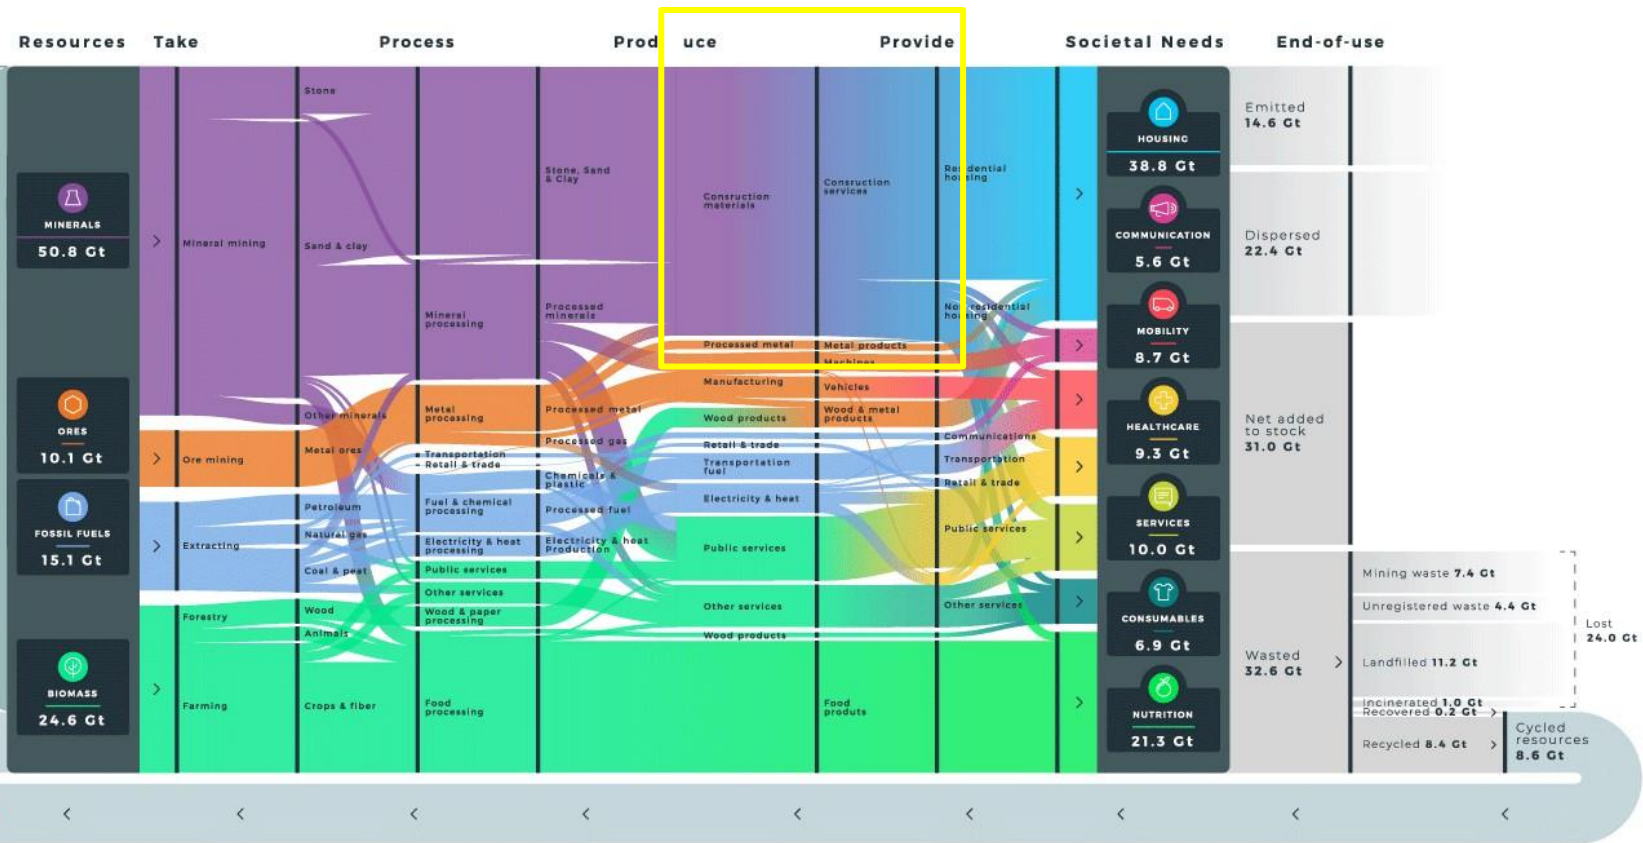 Resources Take Process Prod uce Provide Societal Needs End-of-use
MINERALS
50.8 Gt
ORES
10.1 Gt
FOSSIL FUELS
15.1 Gt
BIOMASS
24.6 Gt
Mineral mining
Ore mining
Extracting
Forestry
Farming
Stone
Sand & clay
Other minerals
Metal ores
Petroleum
Natural gas
Coal & peat
Wood
Animals
Crops & fiber
Mineral
processing
Metal
processing
Transportation
Retail & trade
Fuel & chemical
processing
Electricity & heat
processing
Public services
Other services
Wood & paper
processing
Food
processing
Stone, Sand
& Clay
Processed
minerals
Processed metal
Processed gas
Chemicals &
plastic
Processed fuel
Electricity & heat
Production
Consruction
materials
Processed metal
Manufacturing
Wood products
Retail & trade
Transportation
fuel
Electricity & heat
Public services
Other services
Wood products
Consruction
services
Metal products
Machines
Vehicles
Wood & metal
products
Food
produts
Residential
housing
Non-residential
housing
Communications
Transportation
Retail & trade
Public services
Other services
HOUSING
38.8 Gt
COMMUNICATION
5.6 Gt
MOBILITY
8.7 Gt
HEALTHCARE
9.3 Gt
SERVICES
10.0 Gt
CONSUMABLES
6.9 Gt
NUTRITION
21.3 Gt
Emitted
14.6 Gt
Dispersed
22.4 Gt
Net added
to stock
31.0 Gt
Wasted
32.6 Gt
Mining waste 7.4 Gt
Unregistered waste 4.4 Gt
Landfilled 11.2 Gt
Incinerated 1.0 Gt
Recovered 0.2 Gt
Recycled 8.4 Gt
Lost
24.0 Gt
Cycled
resources
8.6 Gt